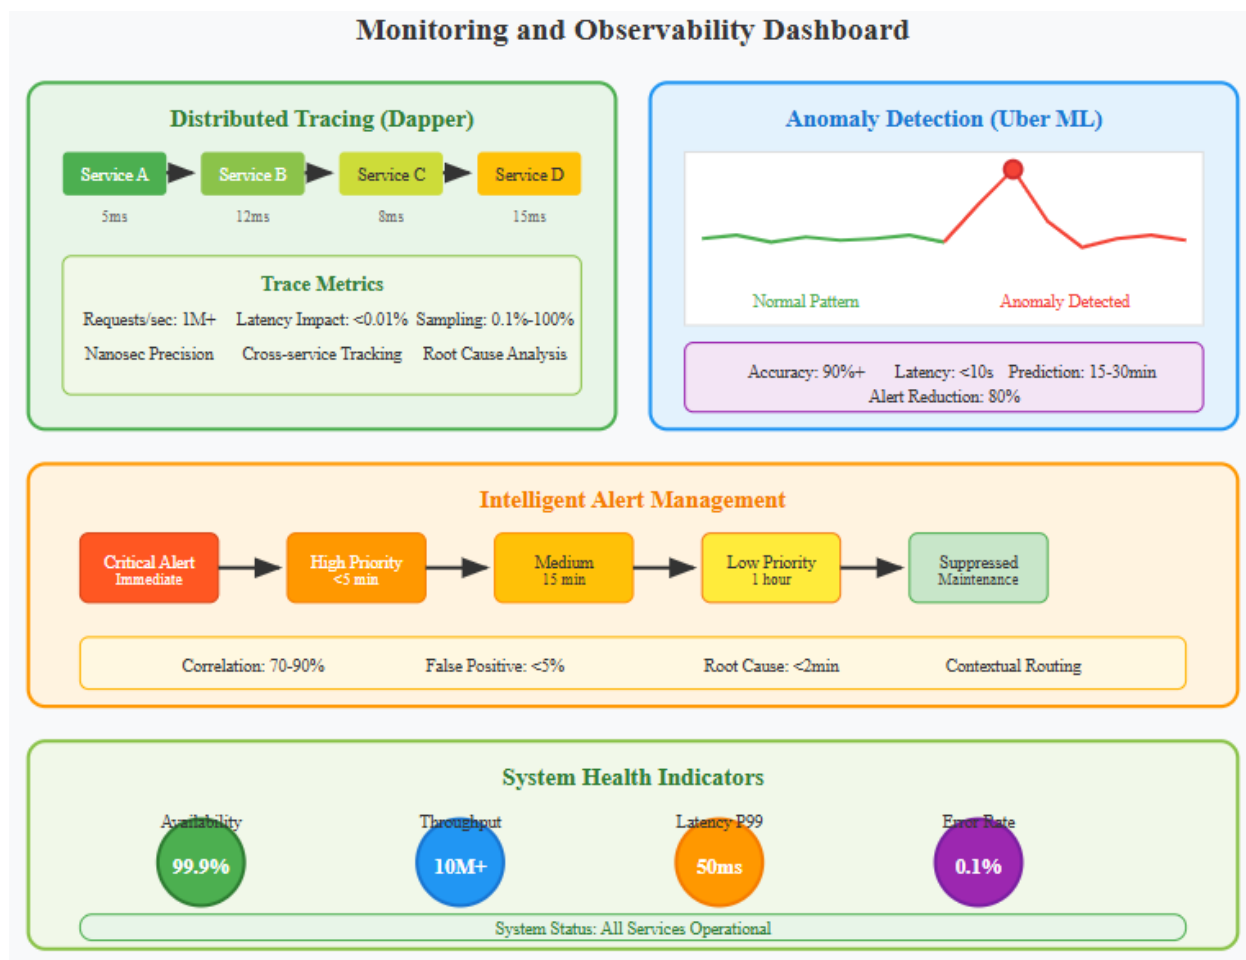 Monitoring and Observability Dashboard
Distributed Tracing (Dapper)
Service A
Service B
Service C
Service D
5ms
12ms
8ms
15ms
Trace Metrics
Requests/sec: 1M+
Latency Impact: <0.01%
Sampling: 0.1%-100%
Nanosec Precision
Cross-service Tracking
Root Cause Analysis
Anomaly Detection (Uber ML)
Normal Pattern
Anomaly Detected
Accuracy: 90%+
Latency: <10s
Prediction: 15-30min
Alert Reduction: 80%
Intelligent Alert Management
Critical Alert
Immediate
High Priority
<5 min
Medium
15 min
Low Priority
1 hour
Suppressed
Maintenance
Correlation: 70-90%
False Positive: <5%
Root Cause: <2min
Contextual Routing
System Health Indicators
Availability
99.9%
Throughput
10M+
Latency P99
50ms
Error Rate
0.1%
System Status: All Services Operational